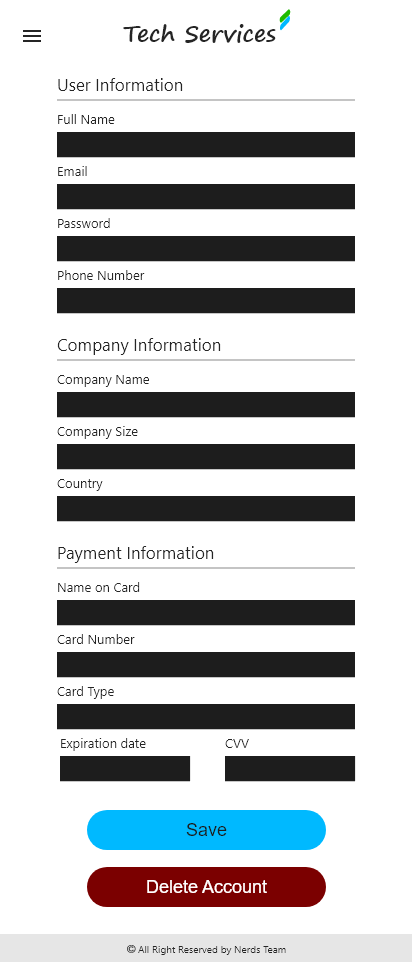 Tech Services
User Information
Full Name
Email
Password
Phone Number
Company Information
Company Name
Company Size
Country
Payment Information
Name on Card
Card Number
Card Type
Expiration date CVV
Save
Delete Account
© All Right Reserved by Nerds Team